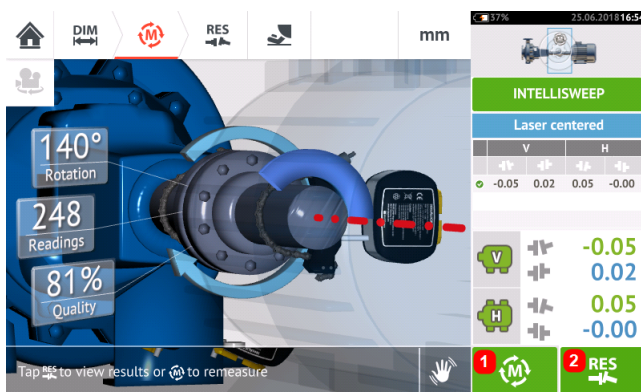 DIM
M
RES
mm
140°
Rotation
248
Readings
81%
Quality
Tap RES to view results or M to remeasure
37% 25.06.2018 16:54
INTELLISWEEP
Laser centered
V H
-0.05 0.02 0.05 -0.00
V
-0.05
0.02
H
0.05
-0.00
1 M
2 RES